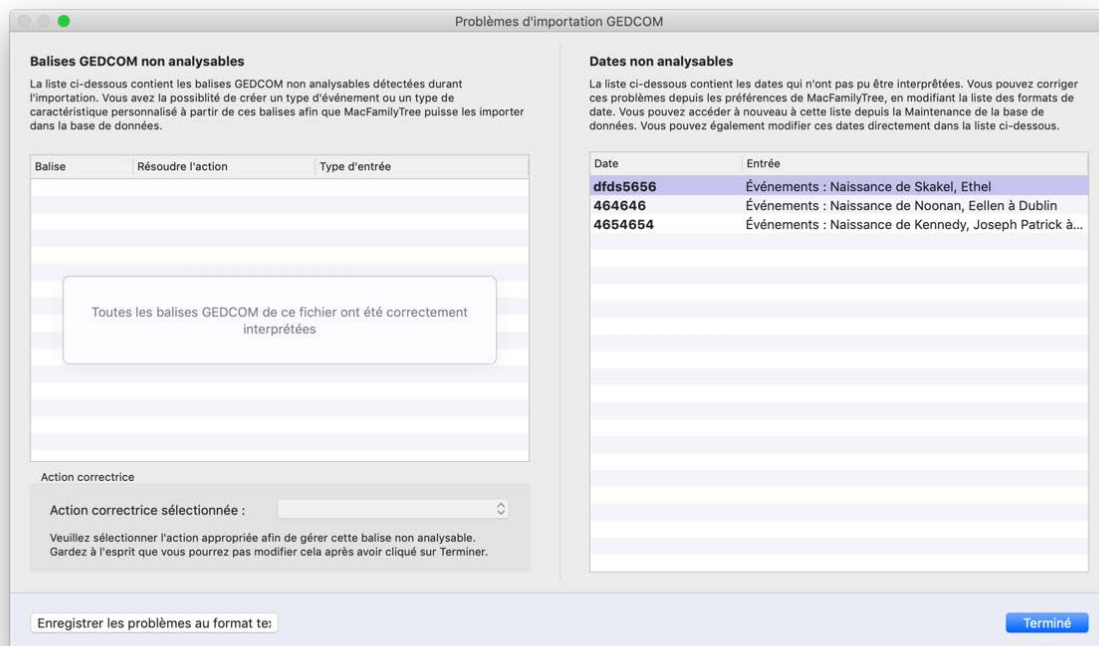 Problèmes d'importation GEDCOM
Balises GEDCOM non analysables
La liste ci-dessous contient les balises GEDCOM non analysables détectées durant
l'importation. Vous avez la possiblité de créer un type d'événement ou un type de
caractéristique personnalisé à partir de ces balises afin que MacFamilyTree puisse les importer
dans la base de données.
Balise Résoudre l'action Type d'entrée
Toutes les balises GEDCOM de ce fichier ont été correctement
interprétées
Action correctrice
Action correctrice sélectionnée :
Veuillez sélectionner l'action appropriée afin de gérer cette balise non analysable.
Gardez à l'esprit que vous pourrez pas modifier cela après avoir cliqué sur Terminer.
Dates non analysables
La liste ci-dessous contient les dates qui n'ont pas pu être interprétées. Vous pouvez corriger
ces problèmes depuis les préférences de MacFamilyTree, en modifiant la liste des formats de
date. Vous pouvez accéder à nouveau à cette liste depuis la Maintenance de la base de
données. Vous pouvez également modifier ces dates directement dans la liste ci-dessous.
Date Entrée
dfds5656 Événements : Naissance de Skakel, Ethel
464646 Événements : Naissance de Noonan, Eellen à Dublin
4654654 Événements : Naissance de Kennedy, Joseph Patrick à...
Enregistrer les problèmes au format te
Terminé